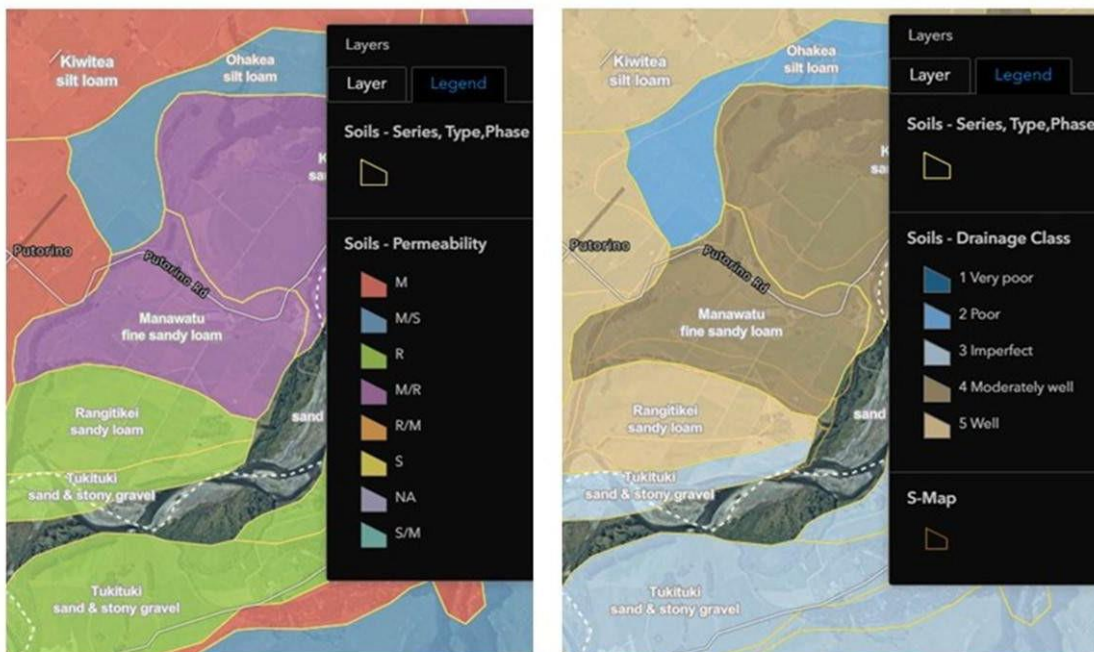 Kiwitea
silt loam
Ohakea
silt loam
K
sa
Putorino
Putorino Rd
Manawatu
fine sandy loam
Rangitikei
sandy loam
sand
Tukituki
sand & stony gravel
Tukituki
sand & stony gravel
Layers
Layer Legend
Soils - Series, Type,Phase
Soils - Permeability
M
M/S
R
M/R
R/M
S
NA
S/M
Kiwitea
silt loam
Ohakea
silt loam
K
sa
Putorino
Putorino Rd
Manawatu
fine sandy loam
Rangitikei
sandy loam
sand
Tukituki
sand & stony gravel
Tukituki
sand & stony gravel
Layers
Layer Legend
Soils - Series, Type,Phase
Soils - Drainage Class
1 Very poor
2 Poor
3 Imperfect
4 Moderately well
5 Well
S-Map